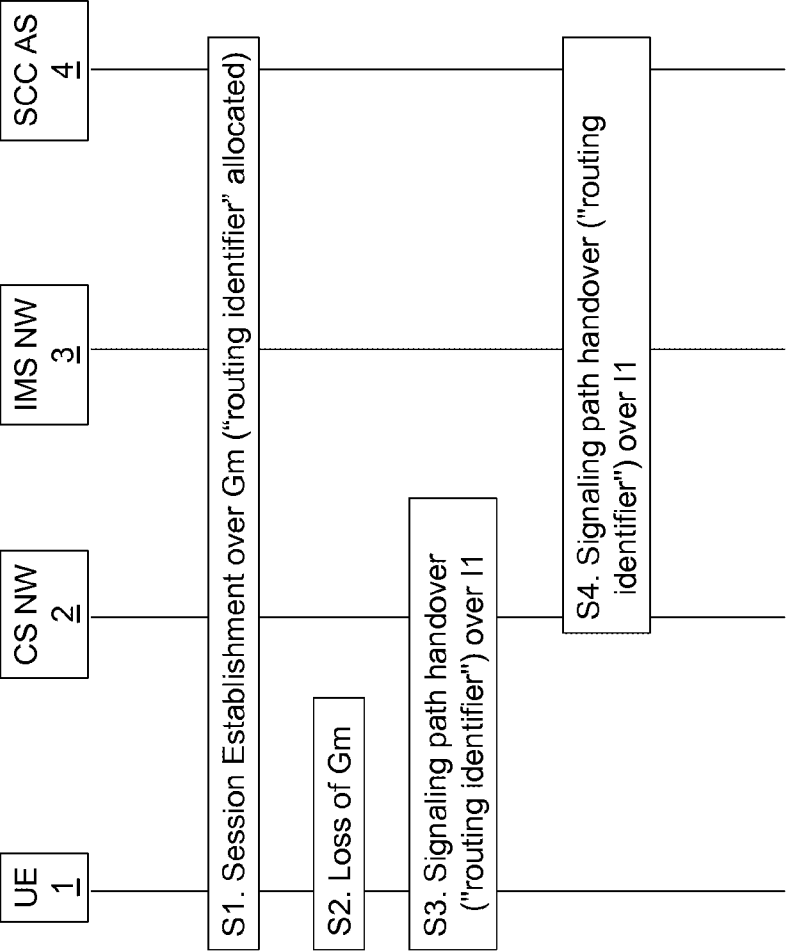 UE
1
CS NW
2
IMS NW
3
SCC AS
4
S1. Session Establishment over Gm (“routing identifier” allocated)
S2. Loss of Gm
S3. Signaling path handover
("routing identifier") over I1
S4. Signaling path handover ("routing
identifier") over I1